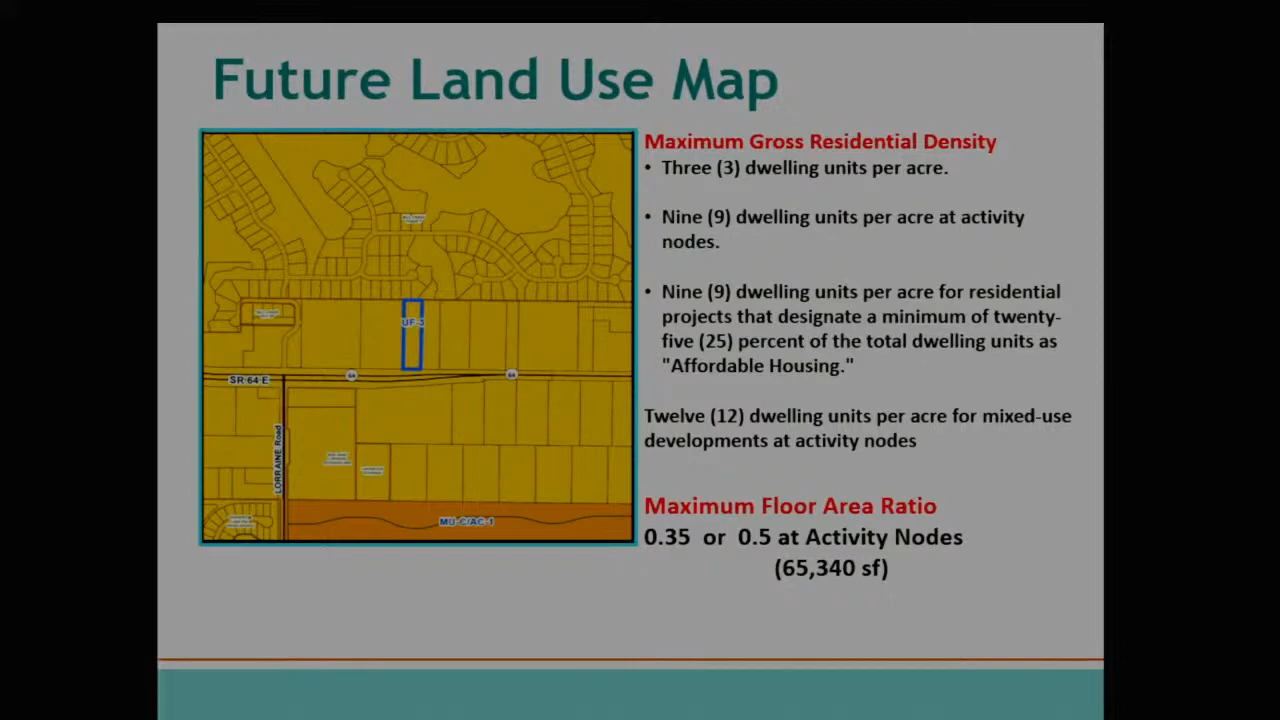 Future Land Use Map
Maximum Gross Residential Density
• Three (3) dwelling units per acre.
• Nine (9) dwelling units per acre at activity
nodes.
• Nine (9) dwelling units per acre for residential
projects that designate a minimum of twenty-
five (25) percent of the total dwelling units as
"Affordable Housing."
Twelve (12) dwelling units per acre for mixed-use
developments at activity nodes
Maximum Floor Area Ratio
0.35 or 0.5 at Activity Nodes
(65,340 sf)
UF-3
64
64
SR 64 E
LORRAINE Road
MU-C/AC-1